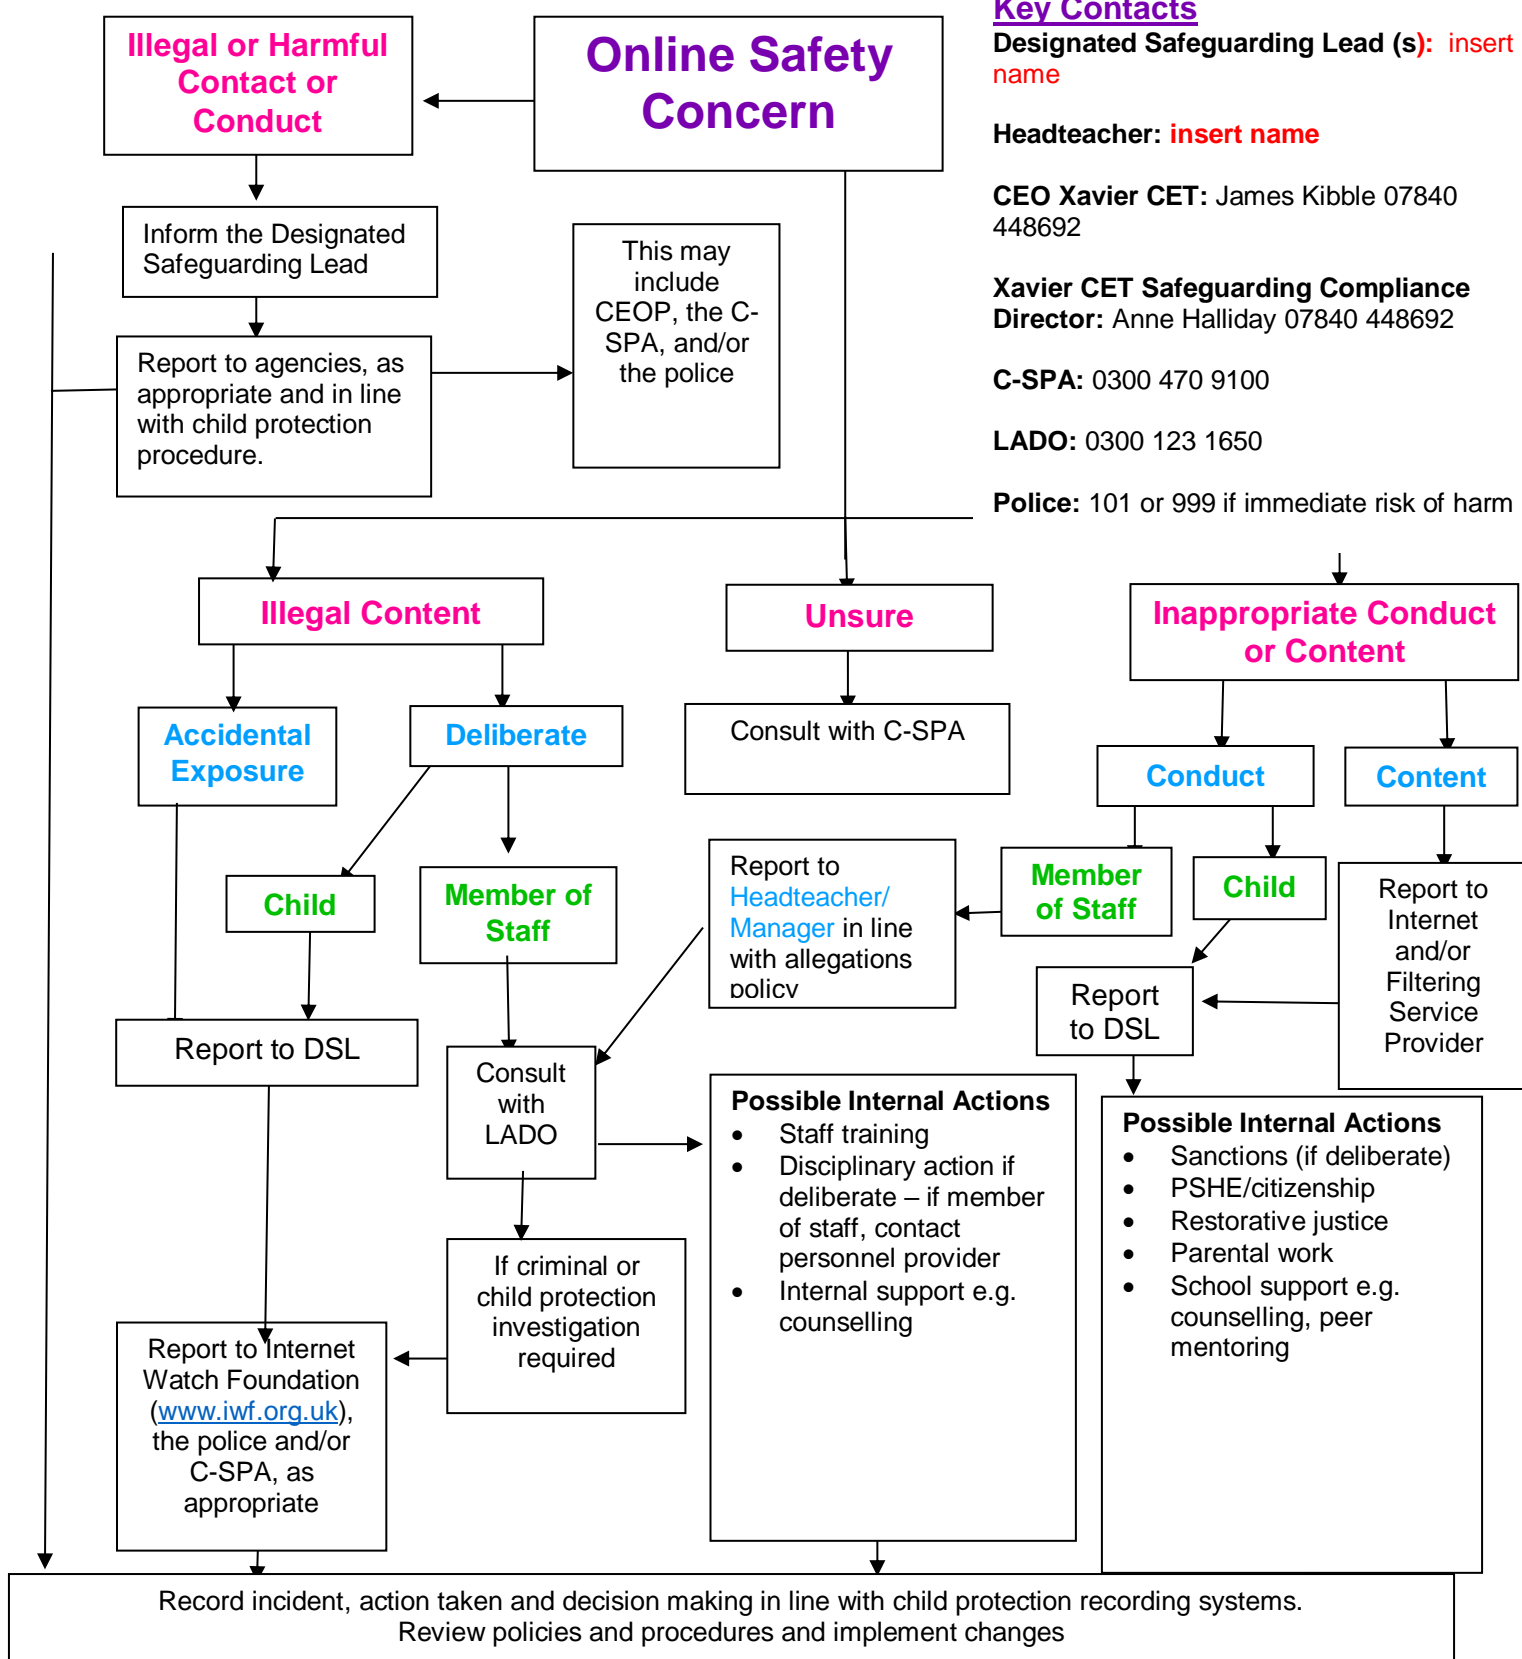 Illegal or Harmful
Contact or
Conduct
Online Safety
Concern
Key Contacts
Designated Safeguarding Lead (s): insert
name
Headteacher: insert name
CEO Xavier CET: James Kibble 07840
448692
Xavier CET Safeguarding Compliance
Director: Anne Halliday 07840 448692
C-SPA: 0300 470 9100
LADO: 0300 123 1650
Police: 101 or 999 if immediate risk of harm
Inform the Designated
Safeguarding Lead
This may
include
CEOP, the C-
SPA, and/or
the police
Report to agencies, as
appropriate and in line
with child protection
procedure.
Illegal Content
Unsure
Inappropriate Conduct
or Content
Accidental
Exposure
Deliberate
Consult with C-SPA
Conduct
Content
Child
Member of
Staff
Report to
Headteacher/
Manager in line
with allegations
policy
Member
of Staff
Child
Report to
Internet
and/or
Filtering
Service
Provider
Report to DSL
Consult
with
LADO
Report
to DSL
Possible Internal Actions
• Staff training
• Disciplinary action if
deliberate – if member
of staff, contact
personnel provider
• Internal support e.g.
counselling
Possible Internal Actions
• Sanctions (if deliberate)
• PSHE/citizenship
• Restorative justice
• Parental work
• School support e.g.
counselling, peer
mentoring
If criminal or
child protection
investigation
required
Report to Internet
Watch Foundation
(www.iwf.org.uk),
the police and/or
C-SPA, as
appropriate
Record incident, action taken and decision making in line with child protection recording systems.
Review policies and procedures and implement changes